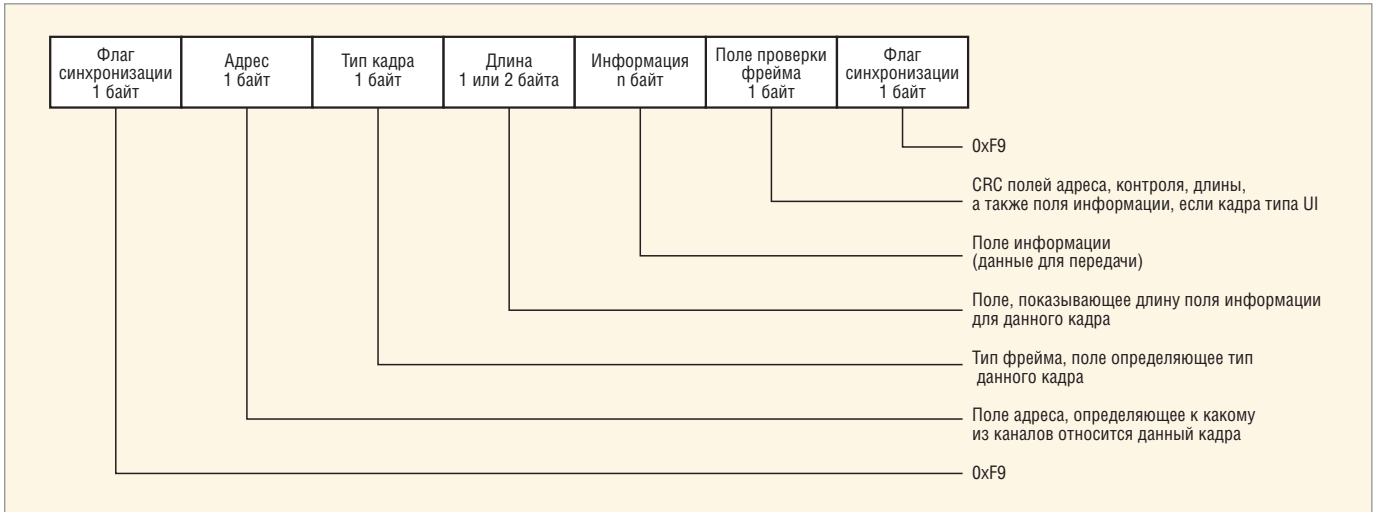 Флаг
синхронизации
1 байт
Адрес
1 байт
Тип кадра
1 байт
Длина
1 или 2 байта
Информация
n байт
Поле проверки
фрейма
1 байт
Флаг
синхронизации
1 байт
0xF9
CRC полей адреса, контроля, длины,
а также поля информации, если кадра типа UI
Поле информации
(данные для передачи)
Поле, показывающее длину поля информации
для данного кадра
Тип фрейма, поле определяющее тип
данного кадра
Поле адреса, определяющее к какому
из каналов относится данный кадра
0xF9